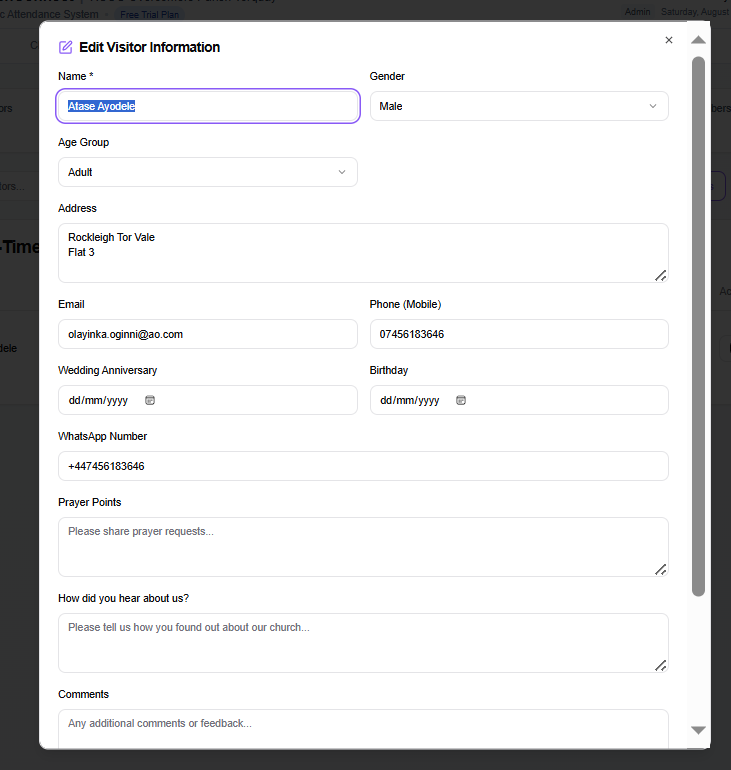 c Attendance System
Free Trial Plan
Admin
Saturday, August
Edit Visitor Information
Name *
Gender
Atase Ayodele
Male
Age Group
Adult
Address
Rockleigh Tor Vale
Flat 3
Email
Phone (Mobile)
olayinka.oginni@ao.com
07456183646
Wedding Anniversary
Birthday
dd/mm/yyyy
dd/mm/yyyy
WhatsApp Number
+447456183646
Prayer Points
Please share prayer requests...
How did you hear about us?
Please tell us how you found out about our church...
Comments
Any additional comments or feedback...